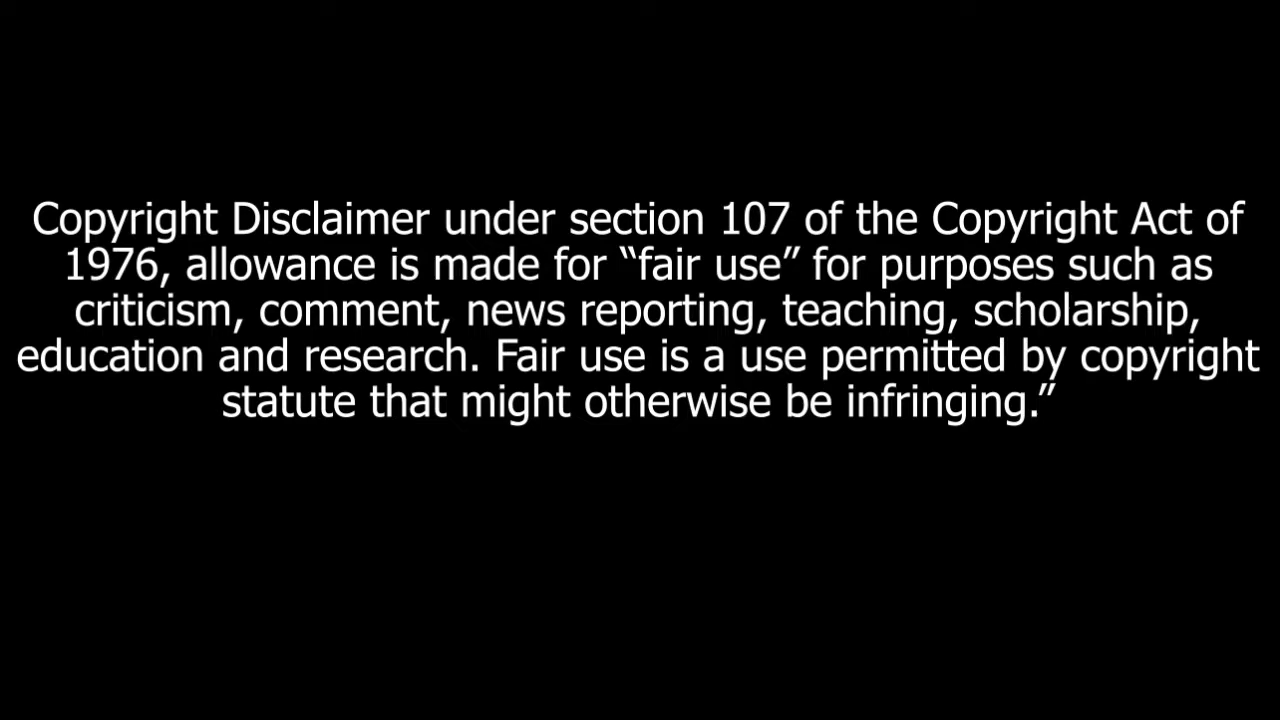 Copyright Disclaimer under section 107 of the Copyright Act of
1976, allowance is made for “fair use” for purposes such as
criticism, comment, news reporting, teaching, scholarship,
education and research. Fair use is a use permitted by copyright
statute that might otherwise be infringing.”